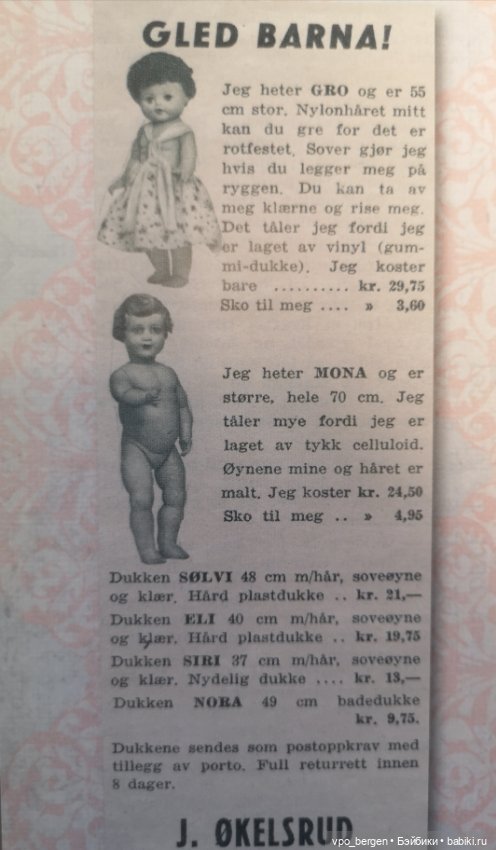 GLED BARNA!
Jeg heter GRO og er 55
cm stor. Nylonhåret mitt
kan du gre for det er
rotfestet. Sover gjør jeg
hvis du legger meg på
ryggen. Du kan ta av
meg klærne og rise meg.
Det tåler jeg fordi jeg
er laget av vinyl (gum-
mi-dukke). Jeg koster
bare .......... kr. 29,75
Sko til meg .... » 3,60
Jeg heter MONA og er
større, hele 70 cm. Jeg
tåler mye fordi jeg er
laget av tykk celluloid.
Øynene mine og håret er
malt. Jeg koster kr. 24,50
Sko til meg .. » 4,95
Dukken SØLVI 48 cm m/hår, soveøyne
og klær. Hård plastdukke .. kr. 21,—
Dukken ELI 40 cm m/hår, soveøyne
og klær. Hård plastdukke .. kr. 19,75
Dukken SIRI 37 cm m/hår, soveøyne
og klær. Nydelig dukke .... kr. 13,—
Dukken NORA 49 cm badedukke
kr. 9,75.
Dukkene sendes som postoppkrav med
tillegg av porto. Full returrett innen
8 dager.
J. ØKELSRUD
vpo_bergen • Бэйбики • babiki.ru